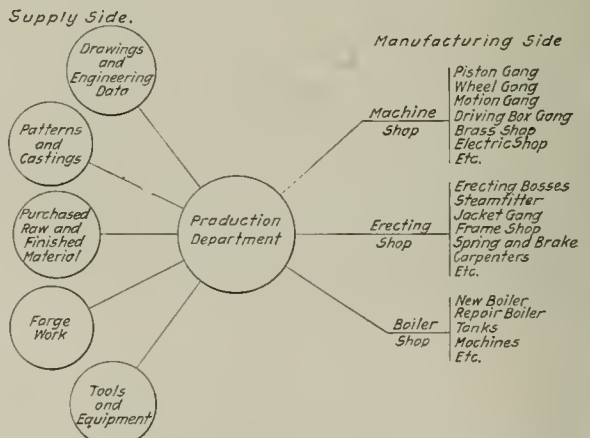 Supply Side.
Drawings
and
Engineering
Data
Patterns
and
Castings
Purchased
Raw and
Finished
Material
Forge
Work
Tools
and
Equipment
Production
Department
Manufacturing Side
Machine
Shop
Piston Gang
Wheel Gang
Motion Gang
Driving Box Gang
Brass Shop
Electric Shop
Etc.
Erecting
Shop
Erecting Bosses
Steamfitter
Jacket Gang
Frame Shop
Spring and Brake
Carpenters
Etc.
Boiler
Shop
New Boiler
Repair Boiler
Tanks
Machines
Etc.